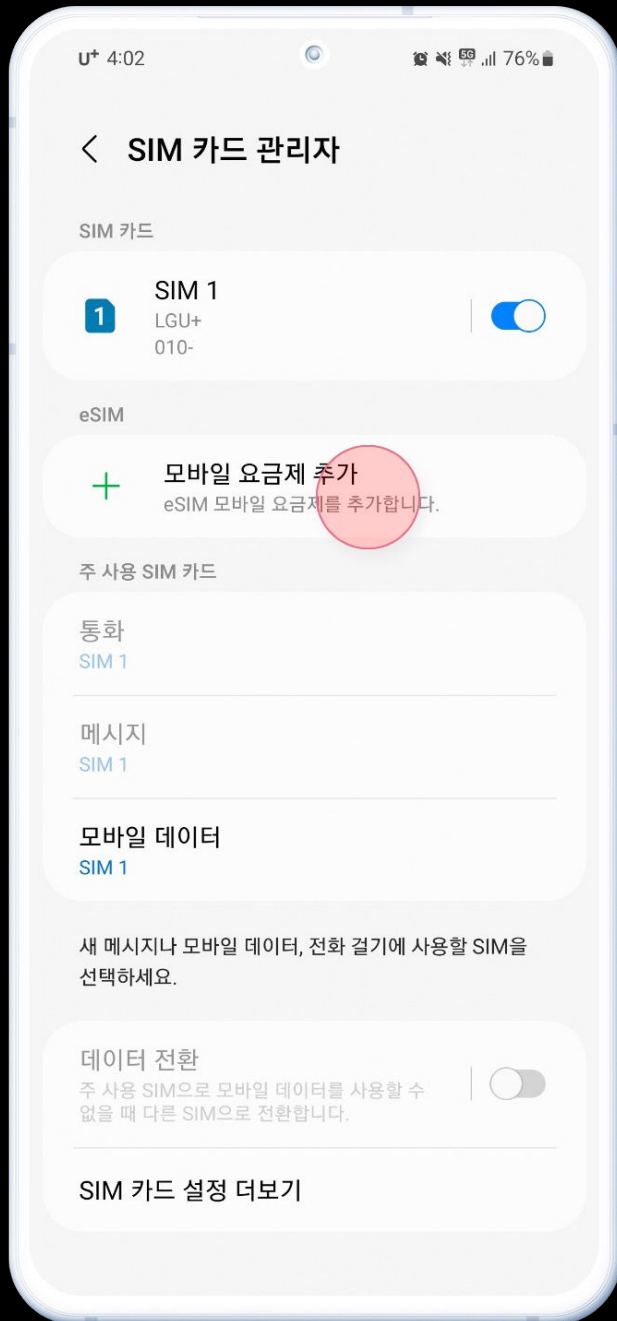 U+ 4:02 5G 76%
SIM 카드 관리자
SIM 카드
1
SIM 1
LGU+
010-
eSIM
모바일 요금제 추가
eSIM 모바일 요금제를 추가합니다.
주 사용 SIM 카드
통화
SIM 1
메시지
SIM 1
모바일 데이터
SIM 1
새 메시지나 모바일 데이터, 전화 걸기에 사용할 SIM을
선택하세요.
데이터 전환
주 사용 SIM으로 모바일 데이터를 사용할 수
없을 때 다른 SIM으로 전환합니다.
SIM 카드 설정 더보기